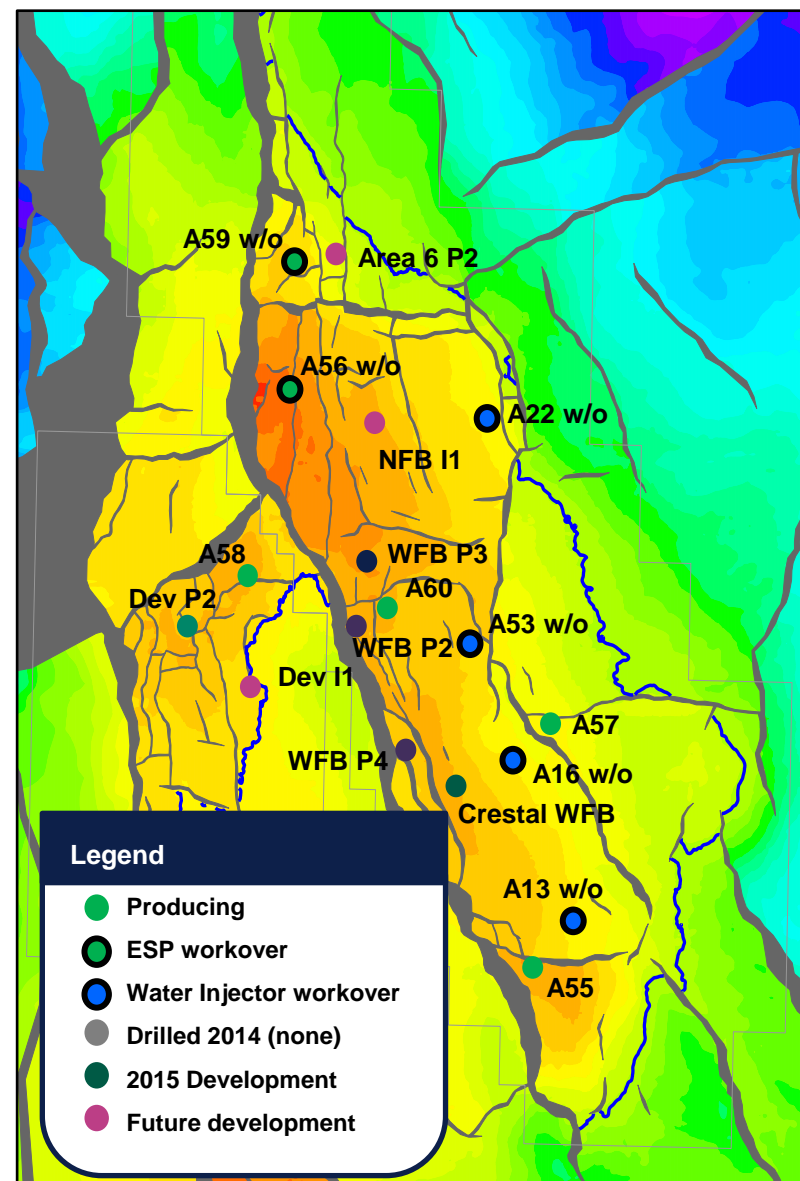 A59 w/o
Area 6 P2
A56 w/o
A22 w/o
NFB I1
WFB P3
A58
A60
Dev P2
A53 w/o
WFB P2
Dev I1
A57
WFB P4
A16 w/o
Crestal WFB
Legend
A13 w/o
Producing
ESP workover
A55
Water Injector workover
Drilled 2014 (none)
2015 Development
Future development